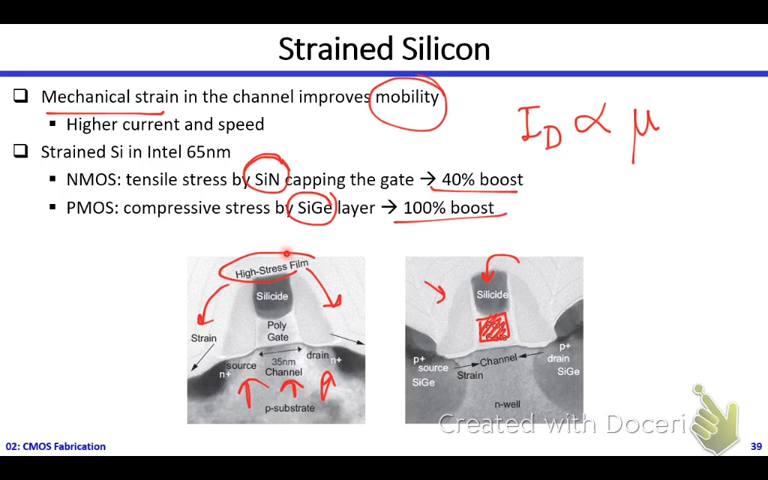 Strained Silicon
Mechanical strain in the channel improves mobility
Higher current and speed
I_D ∝ μ
Strained Si in Intel 65nm
NMOS: tensile stress by SiN capping the gate → 40% boost
PMOS: compressive stress by SiGe layer → 100% boost
High-Stress Film
Silicide
Poly
Gate
Strain
source
drain
n+
35nm
n+
Channel
p-substrate
Silicide
p+
source
SiGe
Channel
Strain
p+
drain
SiGe
n-well
Created with Doceri
02: CMOS Fabrication
39